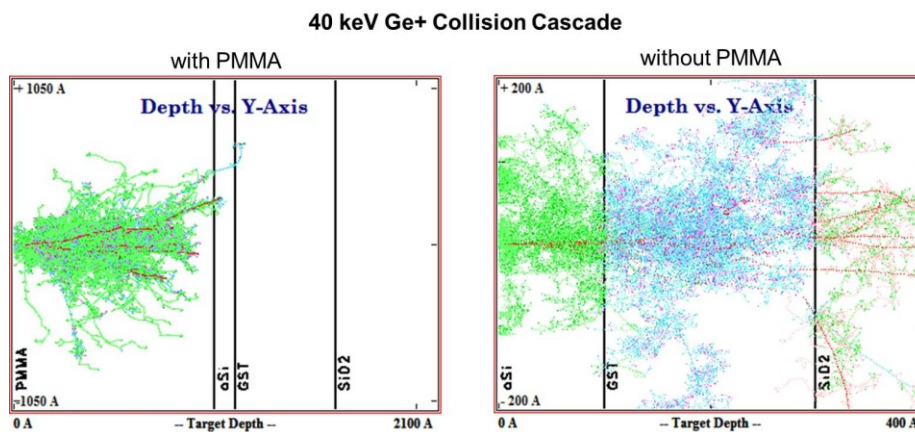 40 keV Ge+ Collision Cascade
with PMMA
without PMMA
+ 1050 A
Depth vs. Y-Axis
PMMA
aSi
GST
SiO2
- 1050 A
0 A
-- Target Depth --
2100 A
+ 200 A
Depth vs. Y-Axis
aSi
GST
SiO2
- 200 A
0 A
-- Target Depth --
400 A